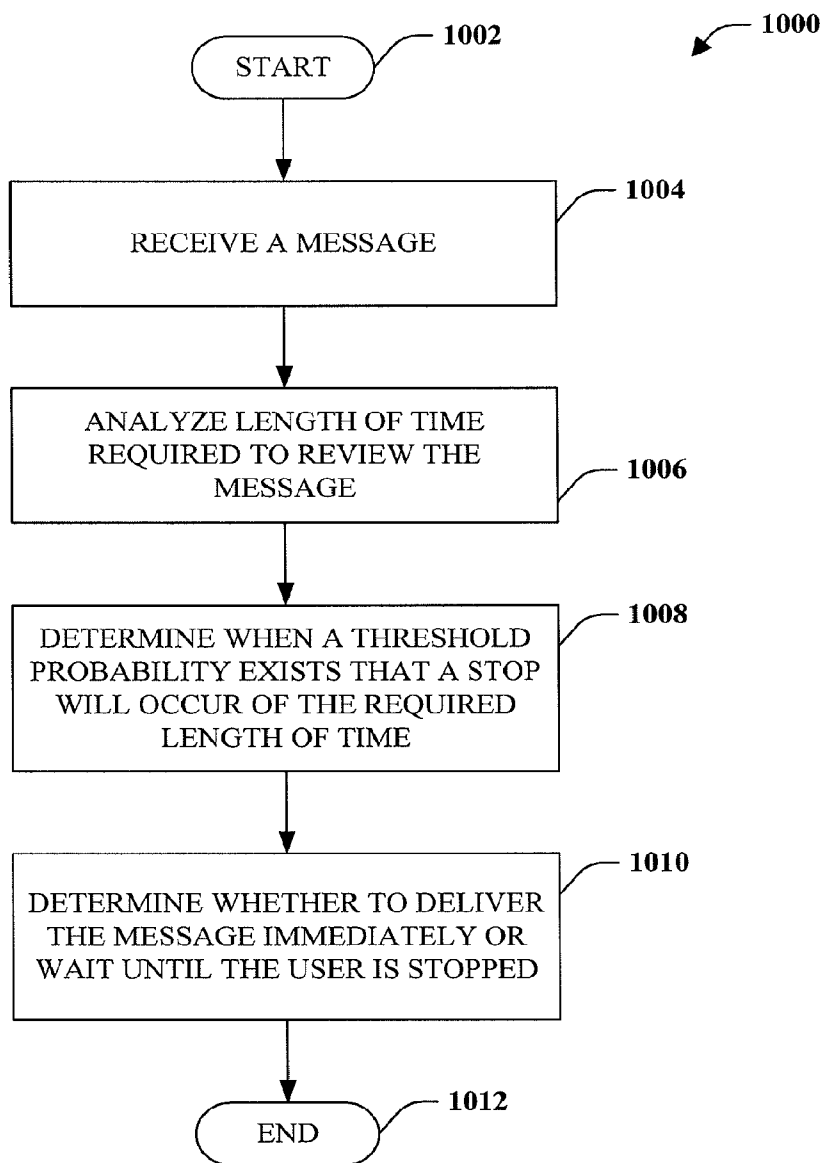 1000
1002
START
1004
RECEIVE A MESSAGE
ANALYZE LENGTH OF TIME
REQUIRED TO REVIEW THE
MESSAGE
1006
1008
DETERMINE WHEN A THRESHOLD
PROBABILITY EXISTS THAT A STOP
WILL OCCUR OF THE REQUIRED
LENGTH OF TIME
1010
DETERMINE WHETHER TO DELIVER
THE MESSAGE IMMEDIATELY OR
WAIT UNTIL THE USER IS STOPPED
1012
END